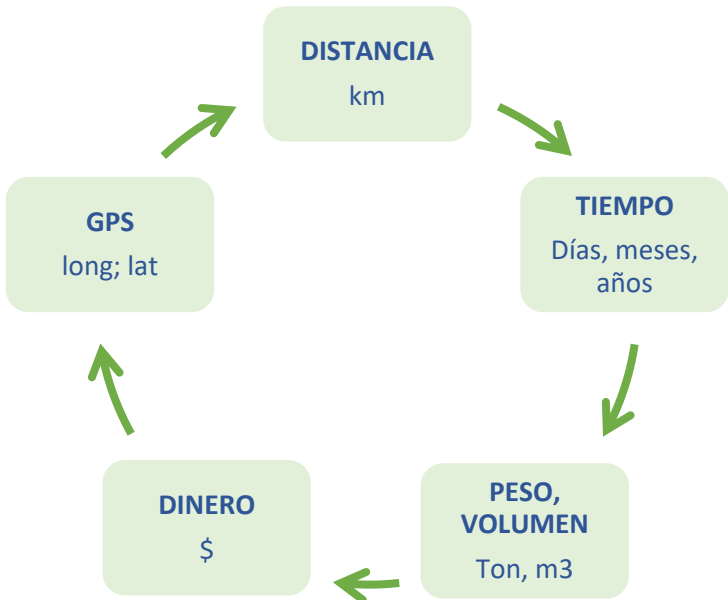 DISTANCIA
km
TIEMPO
Días, meses,
años
PESO,
VOLUMEN
Ton, m3
DINERO
$
GPS
long; lat